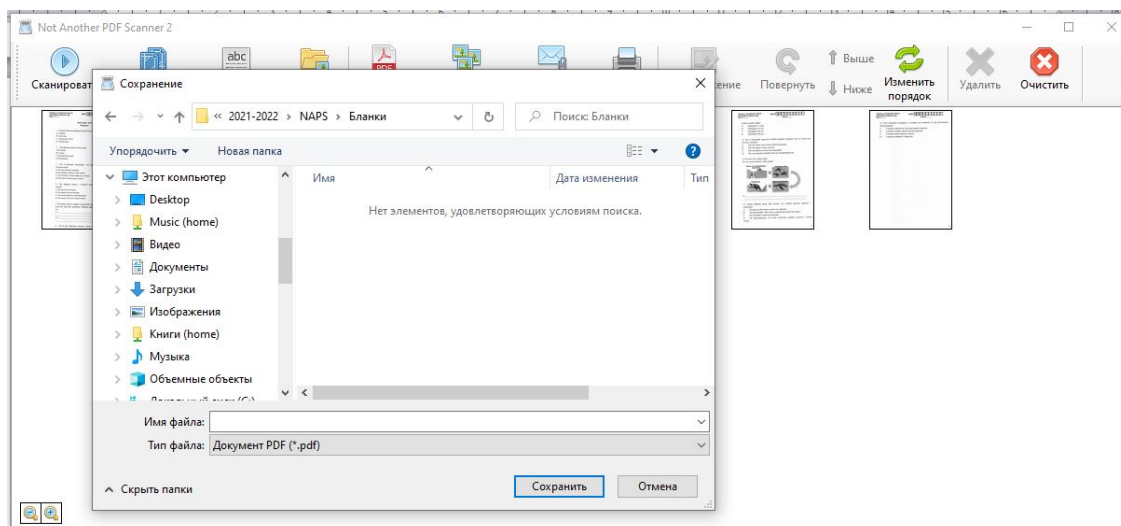 Not Another PDF Scanner 2
abc
PDF
Сканироват
Повернуть
Выше
Ниже
Изменить
порядок
Удалить
Очистить
Сохранение
« 2021-2022 › NAPS › Бланки
Поиск: Бланки
Упорядочить
Новая папка
Имя
Дата изменения
Тип
Этот компьютер
Нет элементов, удовлетворяющих условиям поиска.
Desktop
Music (home)
Видео
Документы
Загрузки
Изображения
Книги (home)
Музыка
Объемные объекты
Имя файла:
Тип файла: Документ PDF (*.pdf)
Скрыть папки
Сохранить
Отмена